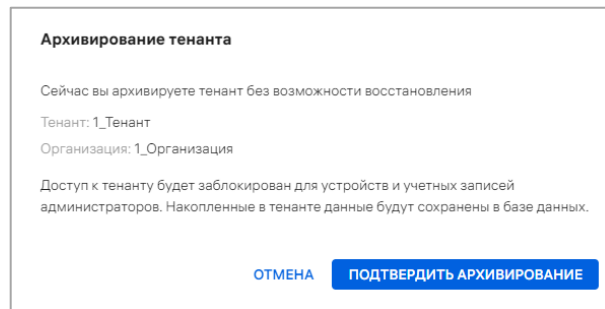 Архивирование тенанта
Сейчас вы архивируете тенант без возможности восстановления
Тенант: 1_Тенант
Организация: 1_Организация
Доступ к тенанту будет заблокирован для устройств и учетных записей
администраторов. Накопленные в тенанте данные будут сохранены в базе данных.
ОТМЕНА ПОДТВЕРДИТЬ АРХИВИРОВАНИЕ